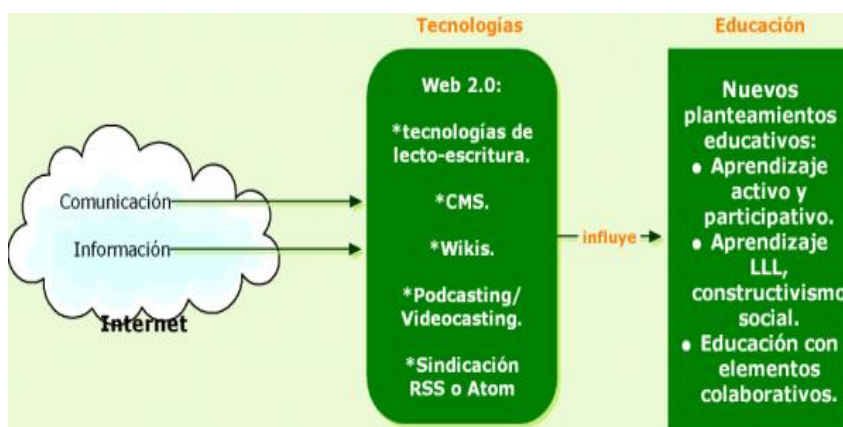 Tecnologías
Educación
Comunicación
Información
Internet
Web 2.0:
*tecnologías de
lecto-escritura.
*CMS.
*Wikis.
*Podcasting/
Videocasting.
*Sindicación
RSS o Atom
influye
Nuevos
planteamientos
educativos:
● Aprendizaje
activo y
participativo.
● Aprendizaje
LLL,
constructivismo
social.
● Educación con
elementos
colaborativos.